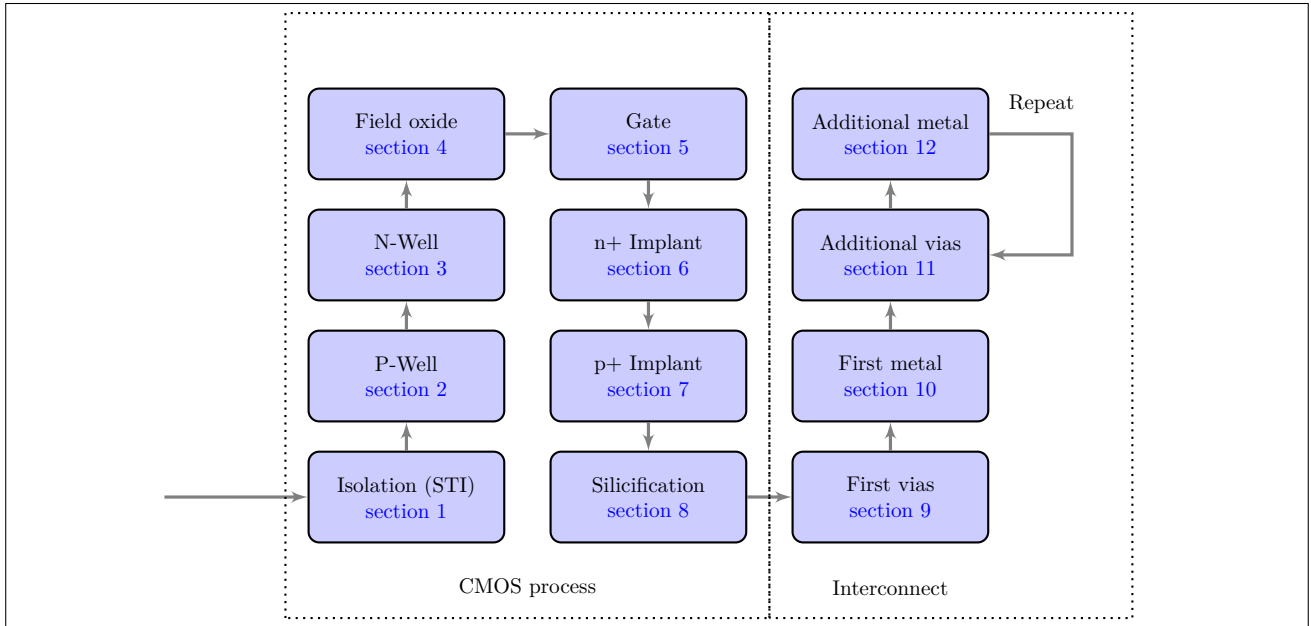 Field oxide
section 4
N-Well
section 3
P-Well
section 2
Isolation (STI)
section 1
Gate
section 5
n+ Implant
section 6
p+ Implant
section 7
Silicification
section 8
CMOS process
Additional metal
section 12
Repeat
Additional vias
section 11
First metal
section 10
First vias
section 9
Interconnect